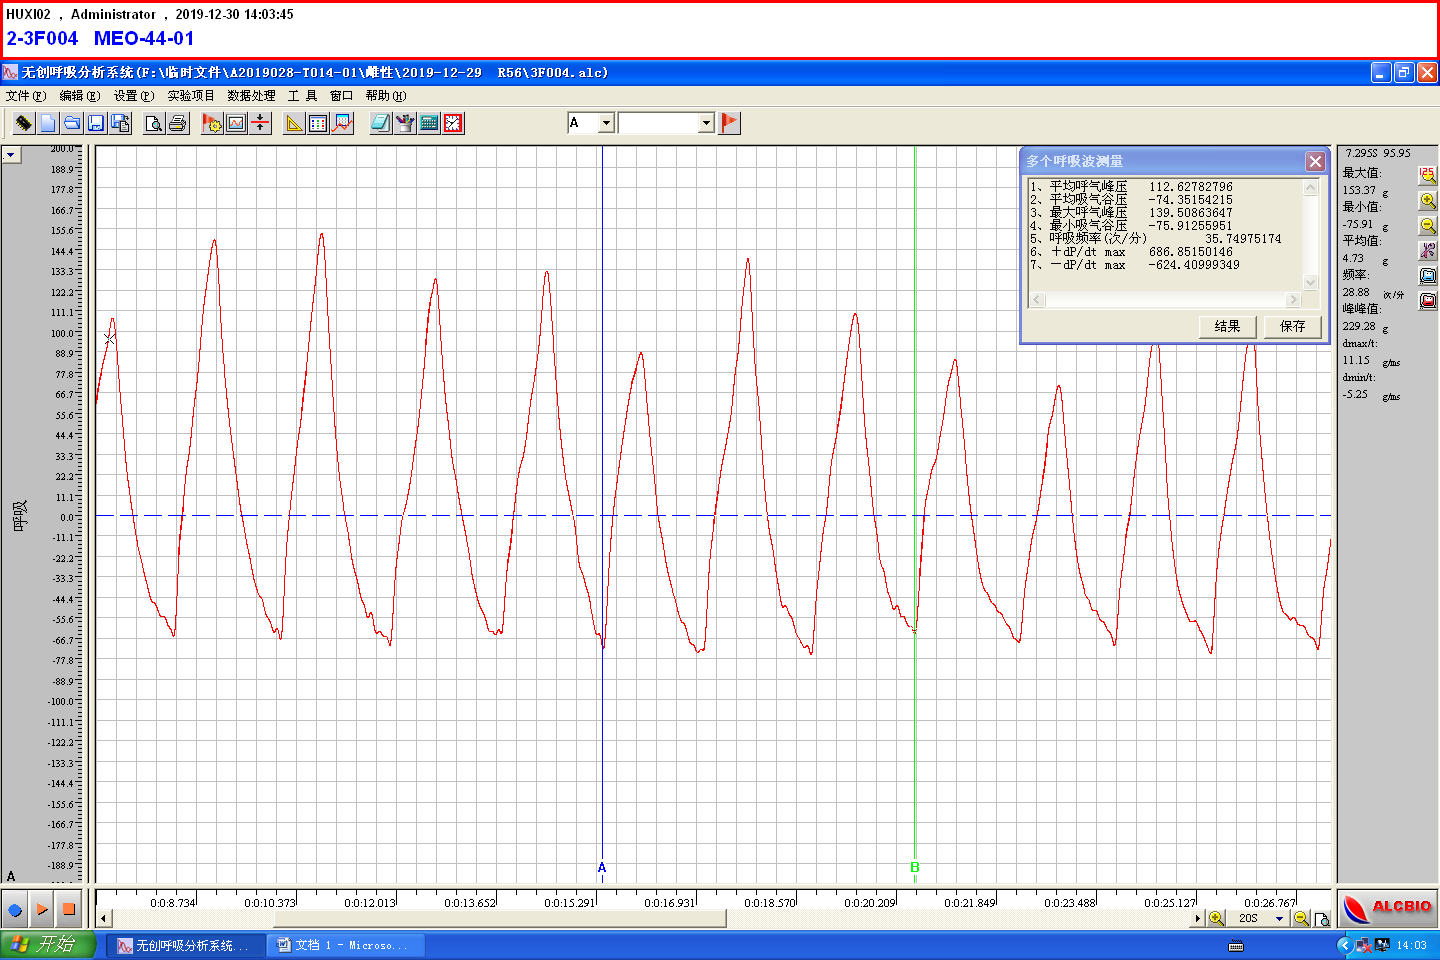 HUXI02 , Administrator , 2019-12-30 14:03:45
2-3F004 MEO-44-01
无创呼吸分析系统(F:\临时文件\A2019028-T014-01\雌性\2019-12-29 R56\3F004.alc)
文件(F) 编辑(E) 设置(P) 实验项目 数据处理 工具 窗口 帮助(H)
A
200.0
188.9
177.8
166.7
155.6
144.4
133.3
122.2
111.1
100.0
88.9
77.8
66.7
55.6
44.4
33.3
22.2
11.1
0.0
-11.1
-22.2
-33.3
-44.4
-55.6
-66.7
-77.8
-88.9
-100.0
-111.1
-122.2
-133.3
-144.4
-155.6
-166.7
-177.8
-188.9
呼吸
A
多个呼吸波测量
1、平均呼气峰压 112.62782796
2、平均吸气谷压 -74.35154215
3、最大呼气峰压 139.50863647
4、最小吸气谷压 -75.91255951
5、呼吸频率(次/分) 35.74975174
6、＋dP/dt max 686.85150146
7、－dP/dt max -624.40999349
结果 保存
7.295S 95.95
最大值:
153.37 g
最小值:
-75.91 g
平均值:
4.73 g
频率:
28.88 次/分
峰峰值:
229.28 g
dmax/t:
11.15 g/ms
dmin/t:
-5.25 g/ms
125
A B
0:0:8.734 0:0:10.373 0:0:12.013 0:0:13.652 0:0:15.291 0:0:16.931 0:0:18.570 0:0:20.209 0:0:21.849 0:0:23.488 0:0:25.127 0:0:26.767
20S
ALCBIO
开始 无创呼吸分析系统... 文档 1 - Microso... 14:03